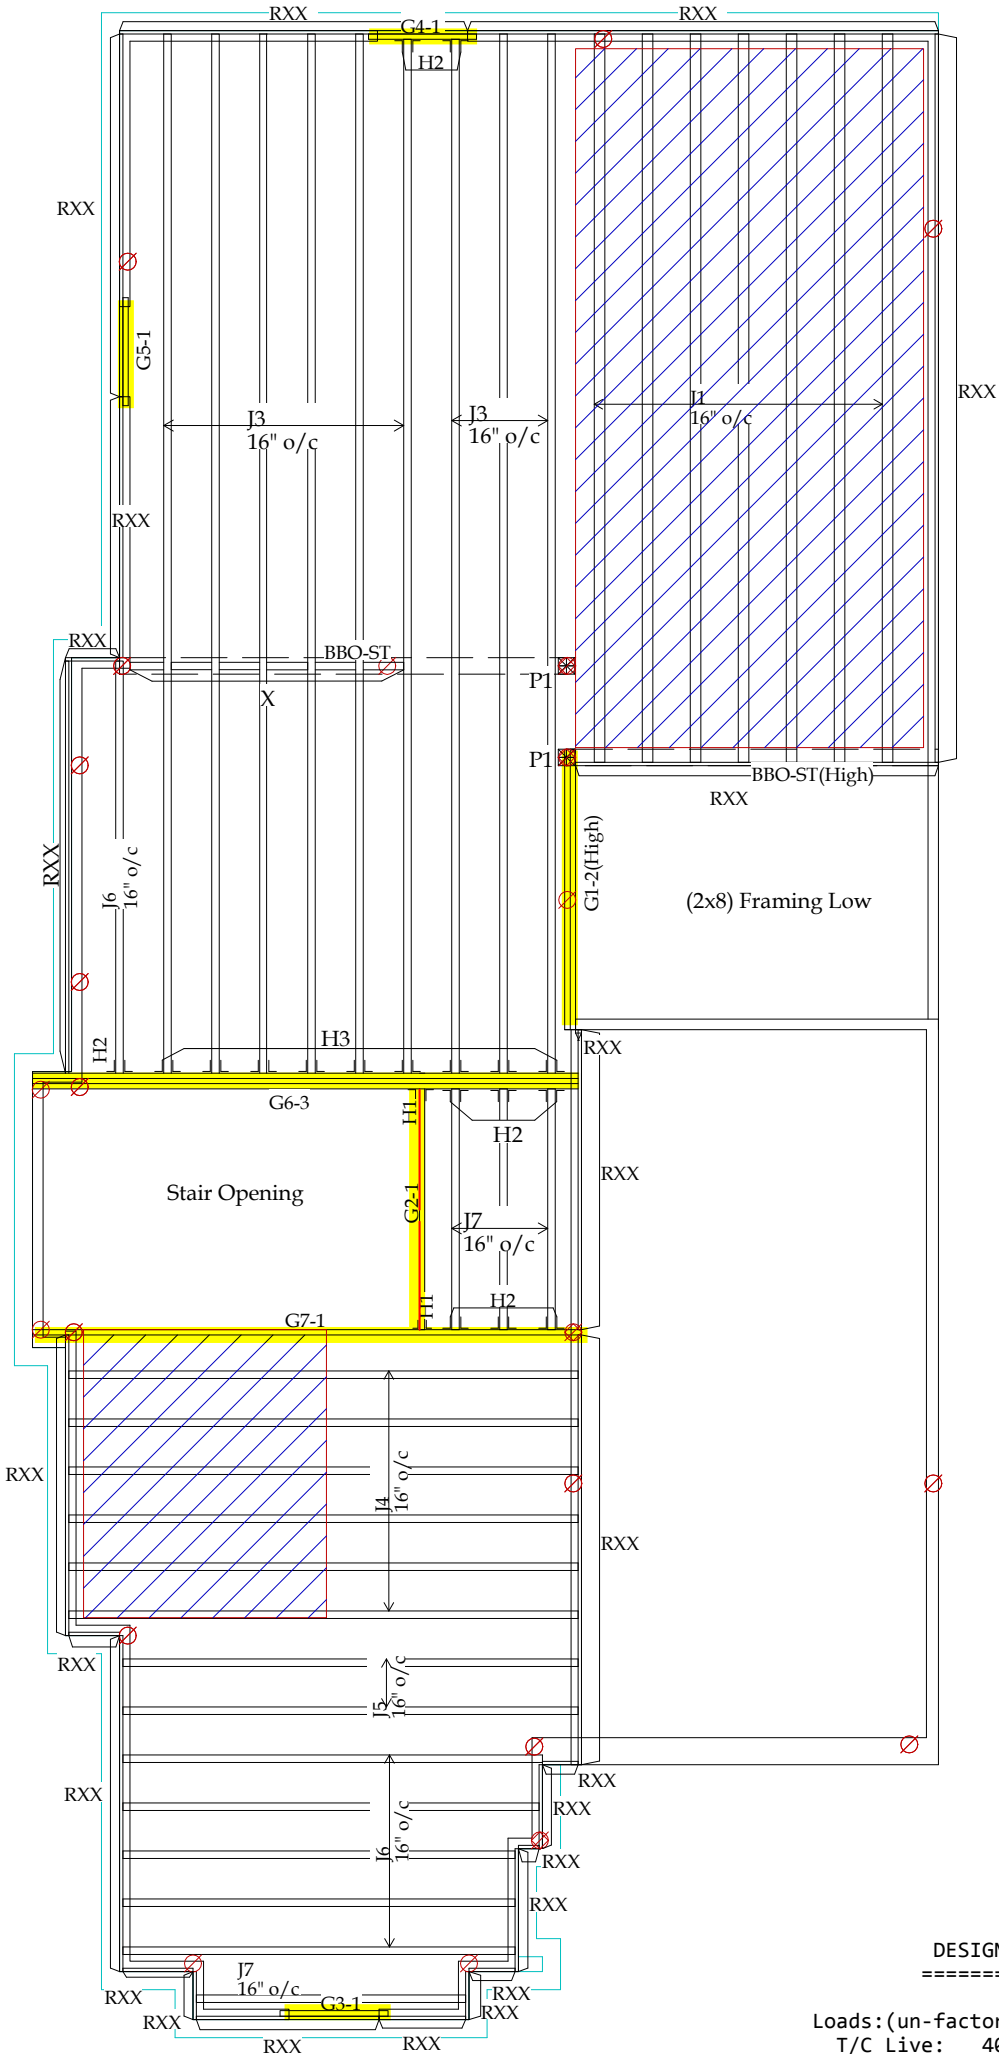 RXX
RXX
G4-1
H2
RXX
G5-1
RXX
J3
16" o/c
J3
16" o/c
J1
16" o/c
RXX
RXX
BBO-ST
X
P1
P1
BBO-ST(High)
RXX
G1-2(High)
(2x8) Framing Low
RXX
J6
16" o/c
H2
H3
RXX
G6-3
H1
H2
Stair Opening
G2-1
RXX
J7
16" o/c
H1
H2
G7-1
RXX
J4
16" o/c
RXX
RXX
J5
16" o/c
RXX
RXX
J6
16" o/c
RXX
RXX
RXX
DESIGN
========
J7
16" o/c
G3-1
RXX
RXX
RXX
RXX
RXX
RXX
Loads:(un-factor
T/C Live: 40